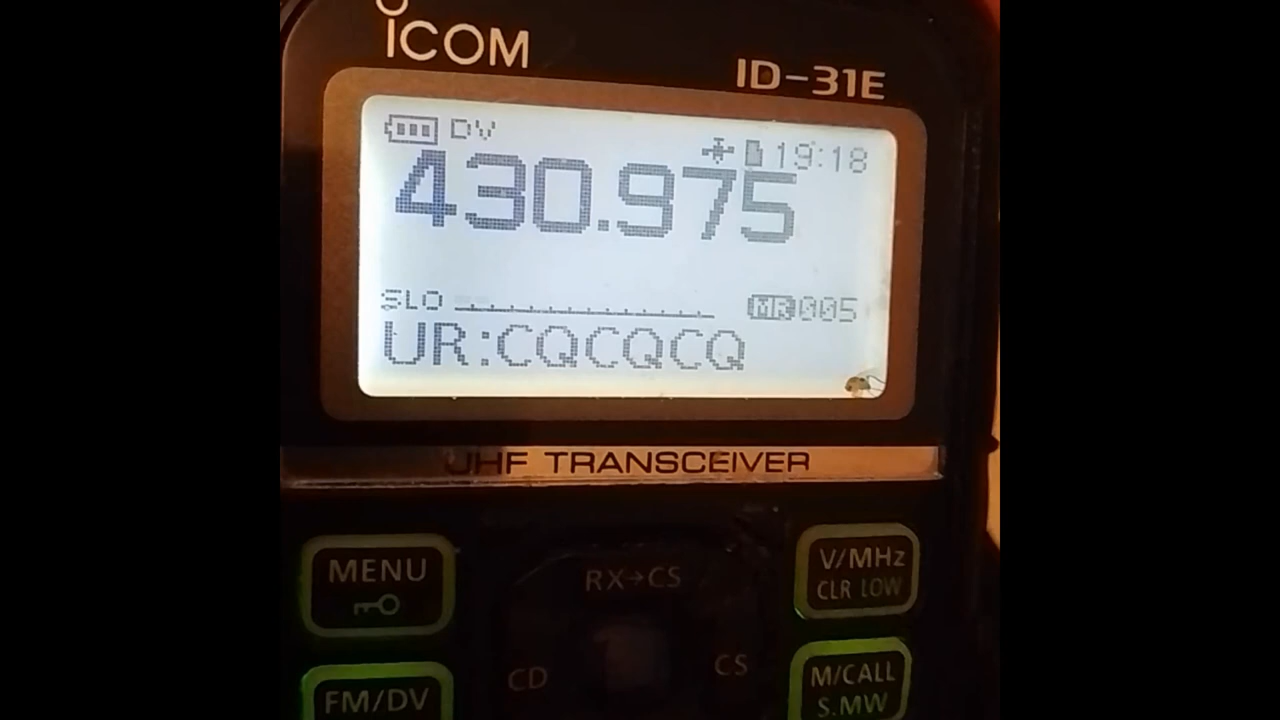 ICOM
ID-31E
DV 19:18
430.975
SLO MR 005
UR:CQCQCQ
UHF TRANSCEIVER
MENU
RX→CS
V/MHz
CLR LOW
CD
CS
FM/DV
M/CALL
S.MW